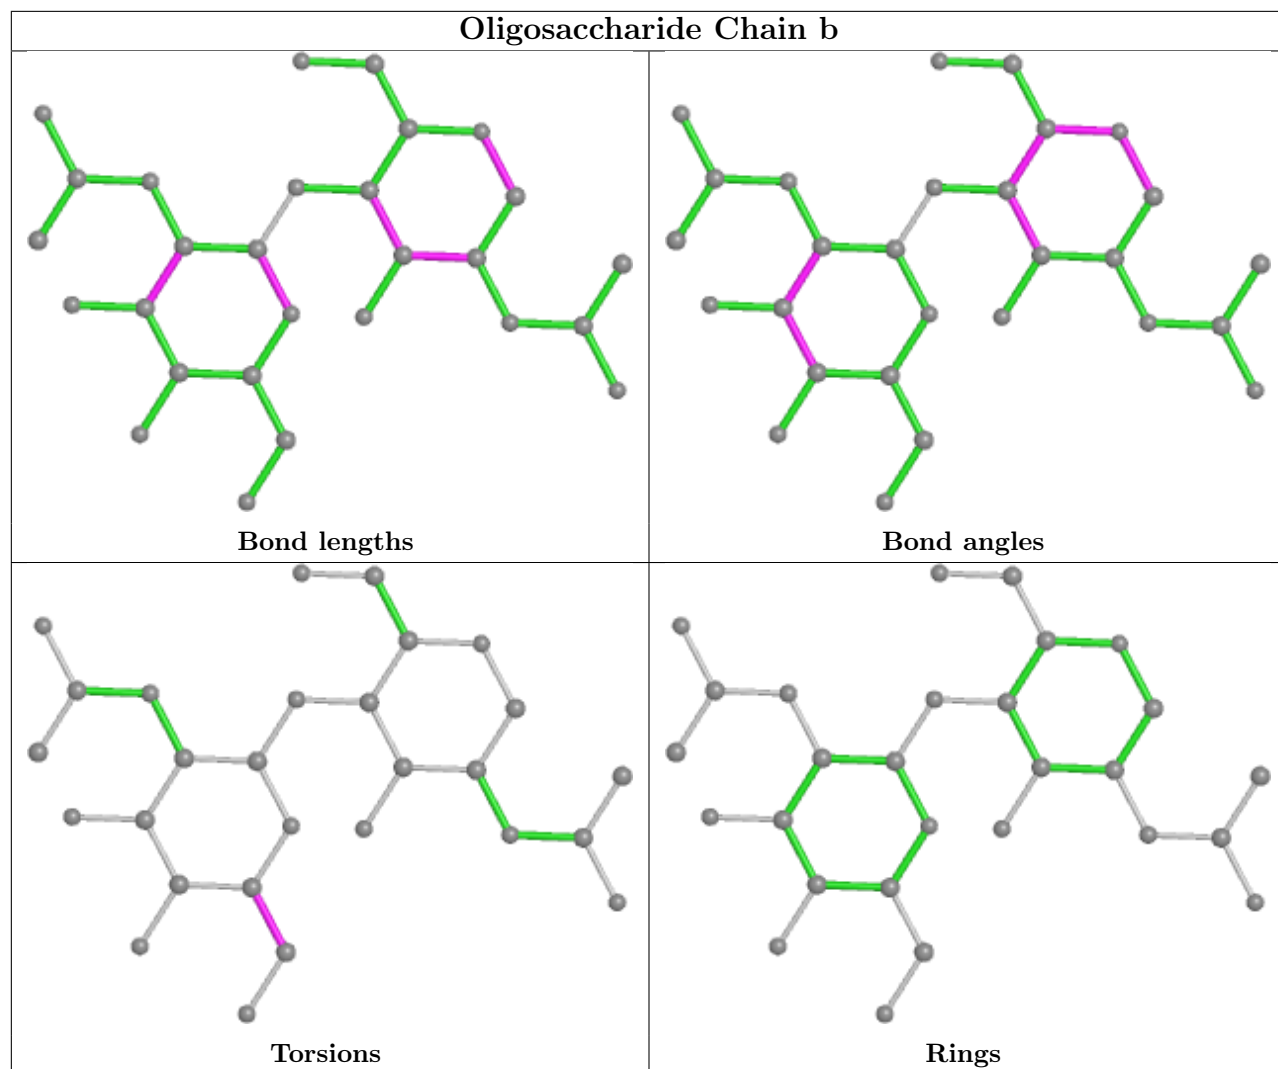 Oligosaccharide Chain b
Bond lengths
Bond angles
Torsions
Rings